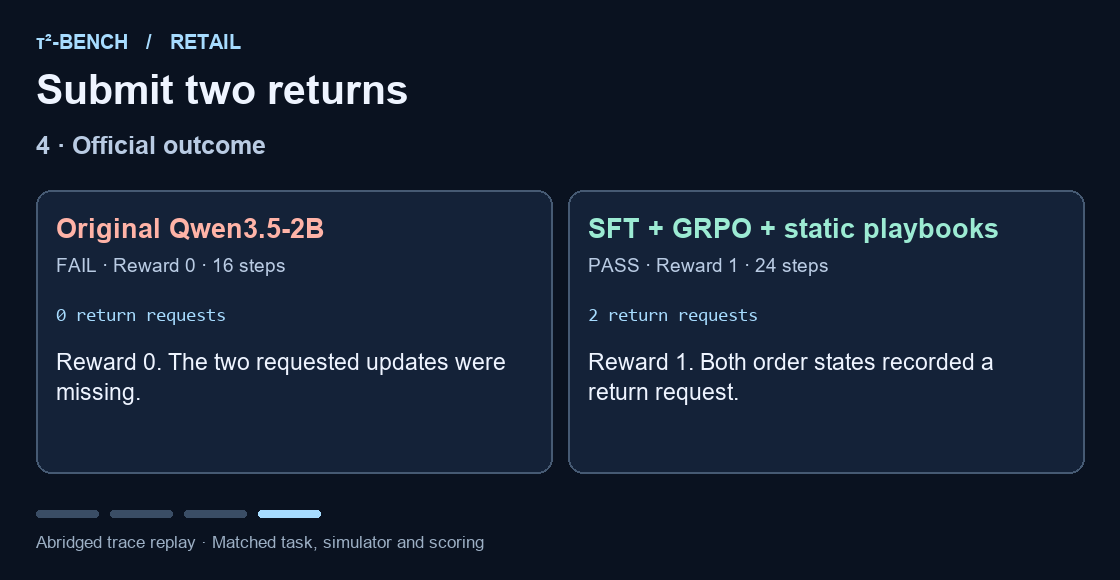 τ²-BENCH / RETAIL
Submit two returns
4 · Official outcome
Original Qwen3.5-2B
FAIL · Reward 0 · 16 steps
0 return requests
Reward 0. The two requested updates were
missing.
SFT + GRPO + static playbooks
PASS · Reward 1 · 24 steps
2 return requests
Reward 1. Both order states recorded a
return request.
Abridged trace replay · Matched task, simulator and scoring